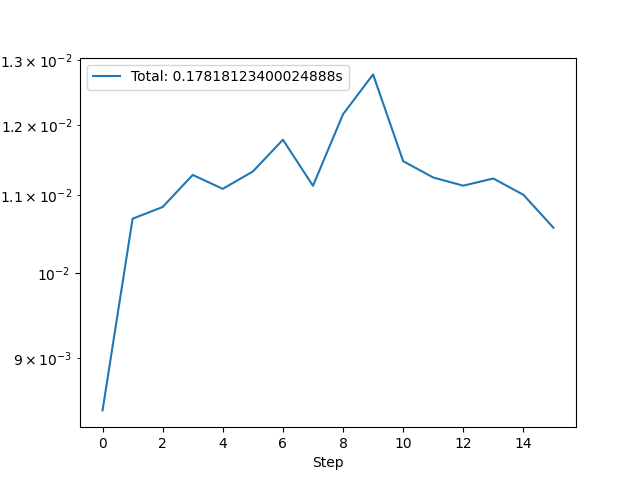 1.3 × 10⁻²
Total: 0.17818123400024888s
1.2 × 10⁻²
1.1 × 10⁻²
10⁻²
9 × 10⁻³
0 2 4 6 8 10 12 14
Step